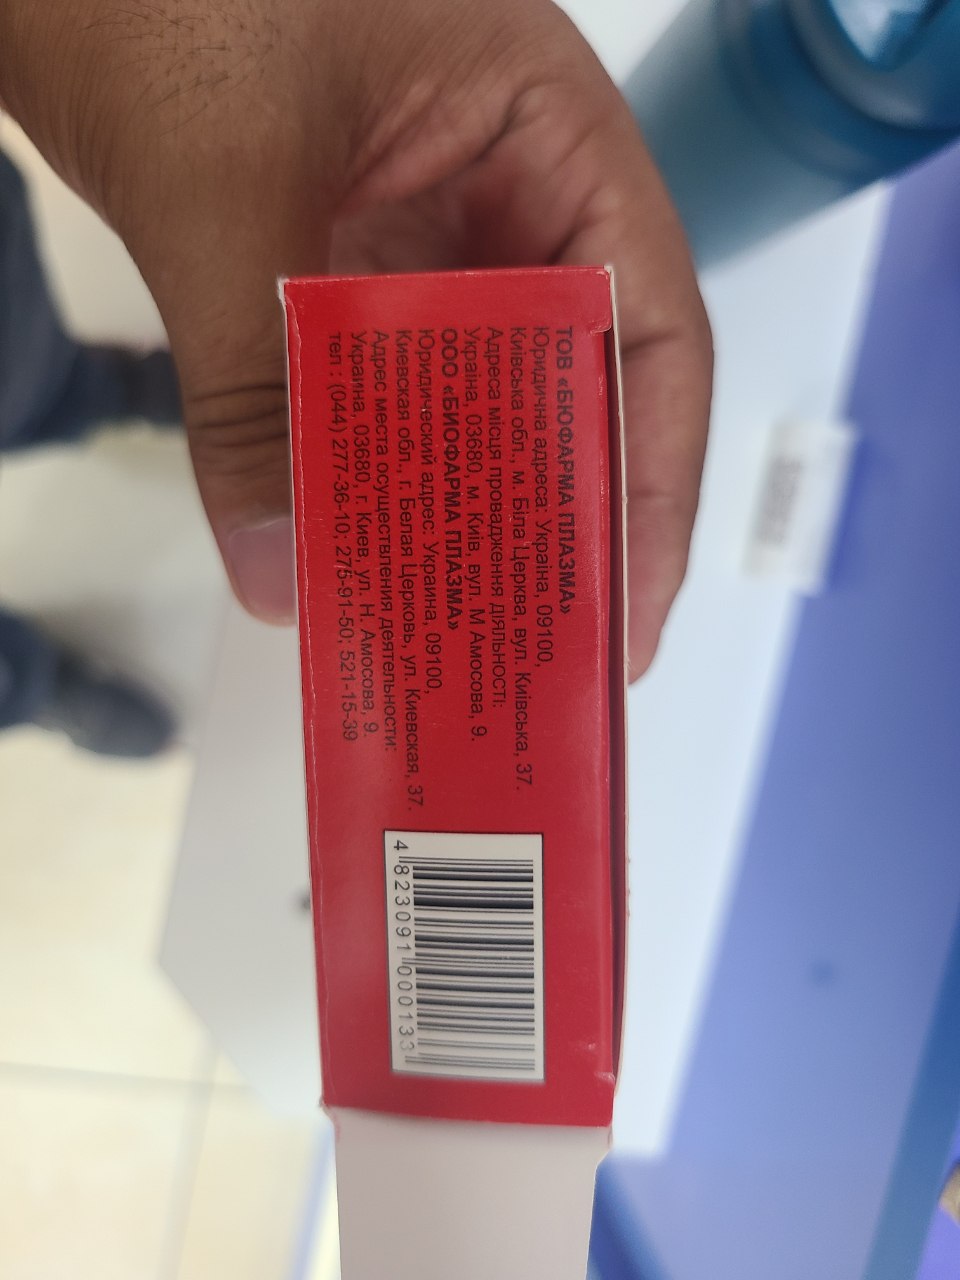 ТОВ «БІОФАРМА ПЛАЗМА»
Юридична адреса: Україна, 09100,
Київська обл., м. Біла Церква, вул. Київська, 37.
Адреса місця провадження діяльності:
Україна, 03680, м. Київ, вул. М Амосова, 9.
ООО «БИОФАРМА ПЛАЗМА»
Юридический адрес: Украина, 09100,
Киевская обл., г. Белая Церковь, ул. Киевская, 37.
Адрес места осуществления деятельности:
Украина, 03680, г. Киев, ул. Н. Амосова, 9.
тел.: (044) 277-36-10; 275-91-50; 521-15-39
4 823091 000133